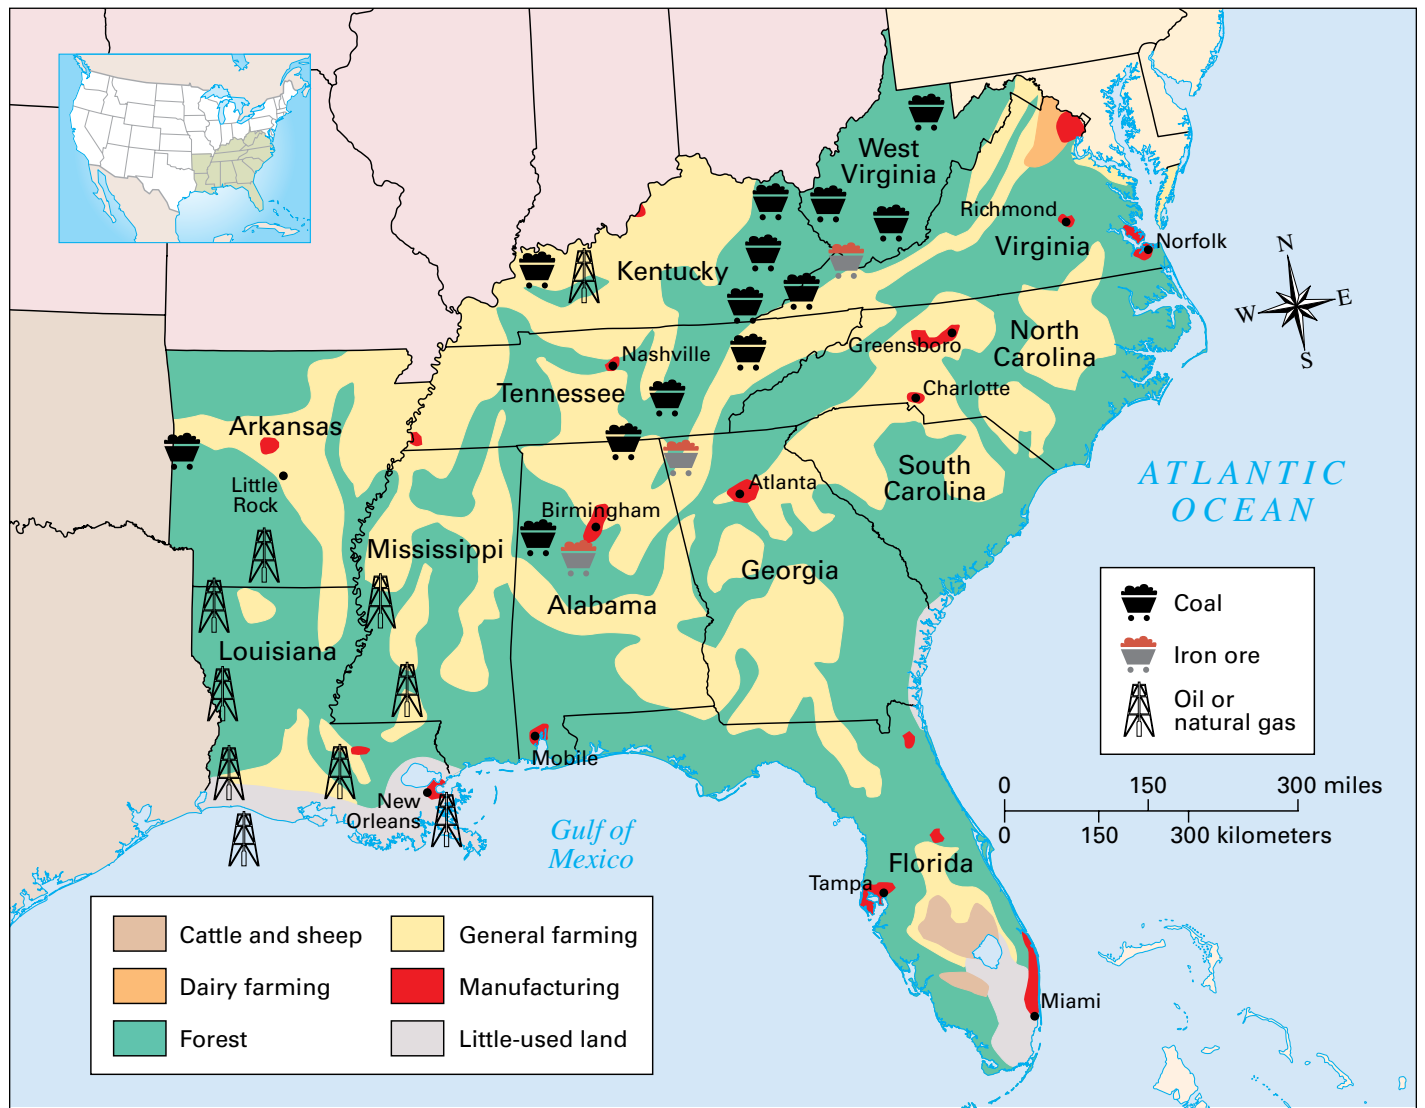 West
Virginia
Richmond
Virginia
Norfolk
Kentucky
N
W
E
S
Nashville
Greensboro
North
Carolina
Tennessee
Charlotte
Arkansas
Little
Rock
South
Carolina
Atlanta
ATLANTIC
OCEAN
Birmingham
Mississippi
Georgia
Alabama
Louisiana
Mobile
New
Orleans
Gulf of
Mexico
Florida
Tampa
Miami
Coal
Iron ore
Oil or
natural gas
0 150 300 miles
0 150 300 kilometers
Cattle and sheep
General farming
Dairy farming
Manufacturing
Forest
Little-used land